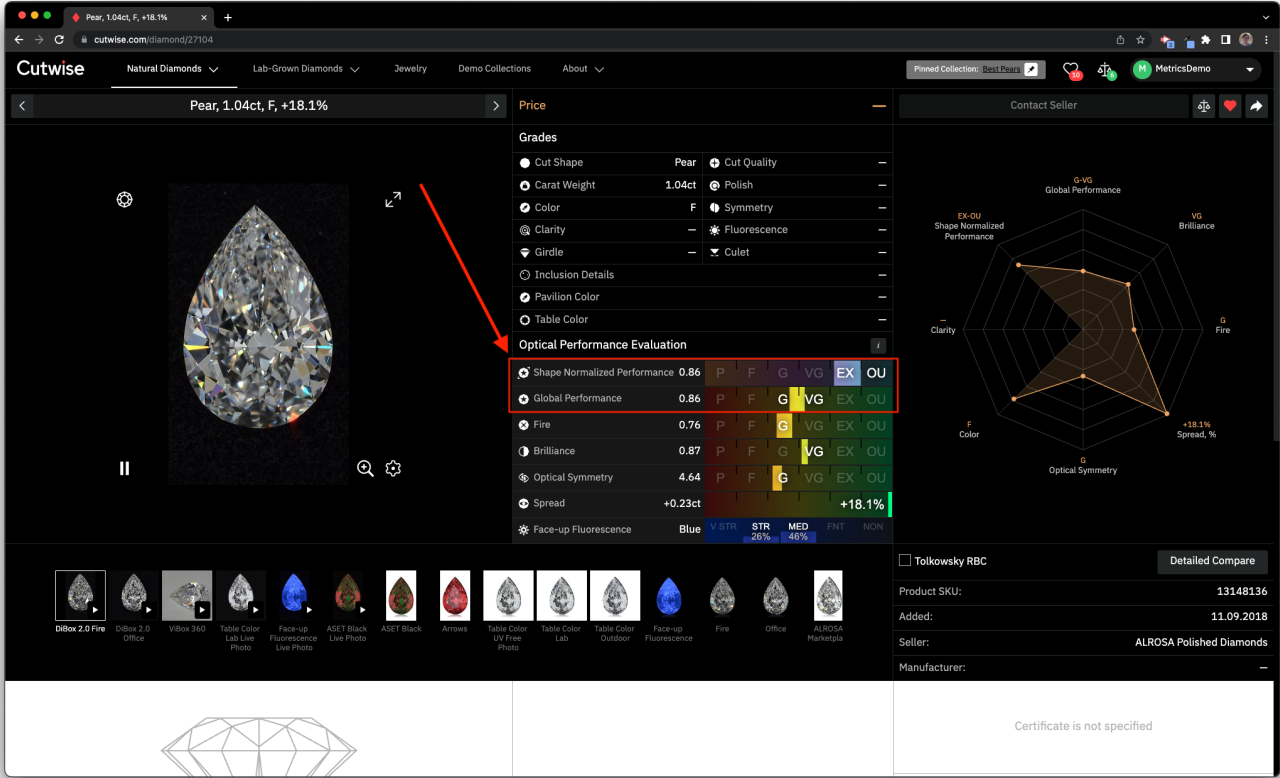 Pear, 1.04ct, F, +18.1%
cutwise.com/diamond/27104
Cutwise
Natural Diamonds
Lab-Grown Diamonds
Jewelry
Demo Collections
About
Pinned Collection: Best Pears
10
6
M MetricsDemo
Pear, 1.04ct, F, +18.1%
Price
Contact Seller
Grades
Cut Shape Pear
Cut Quality –
Carat Weight 1.04ct
Polish –
Color F
Symmetry –
Clarity –
Fluorescence –
Girdle –
Culet –
Inclusion Details –
Pavilion Color –
Table Color –
Optical Performance Evaluation i
Shape Normalized Performance 0.86 P F G VG EX OU
Global Performance 0.86 P F G VG EX OU
Fire 0.76 P F G VG EX OU
Brilliance 0.87 P F G VG EX OU
Optical Symmetry 4.64 P F G VG EX OU
Spread +0.23ct +18.1%
Face-up Fluorescence Blue V STR STR 26% MED 46% FNT NON
G-VG
Global Performance
VG
Brilliance
G
Fire
+18.1%
Spread, %
G
Optical Symmetry
F
Color
–
Clarity
EX-OU
Shape Normalized
Performance
DiBox 2.0 Fire
DiBox 2.0
Office
ViBox 360
Table Color
Lab Live
Photo
Face-up
Fluorescence
Live Photo
ASET Black
Live Photo
ASET Black
Arrows
Table Color
UV Free
Photo
Table Color
Lab
Table Color
Outdoor
Face-up
Fluorescence
Fire
Office
ALROSA
Marketpla
Tolkowsky RBC
Detailed Compare
Product SKU: 13148136
Added: 11.09.2018
Seller: ALROSA Polished Diamonds
Manufacturer: –
Certificate is not specified